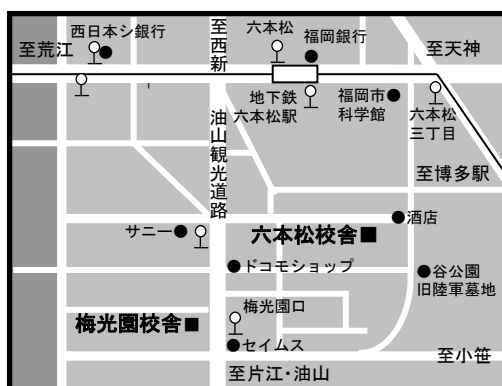 西日本シ銀行
六本松
福岡銀行
至荒江
至西新
至天神
地下鉄
六本松駅
福岡市
科学館
六本松
三丁目
油山観光道路
至博多駅
サニー
六本松校舎
酒店
ドコモショップ
谷公園
旧陸軍墓地
梅光園口
梅光園校舎
セイムス
至小笹
至片江・油山